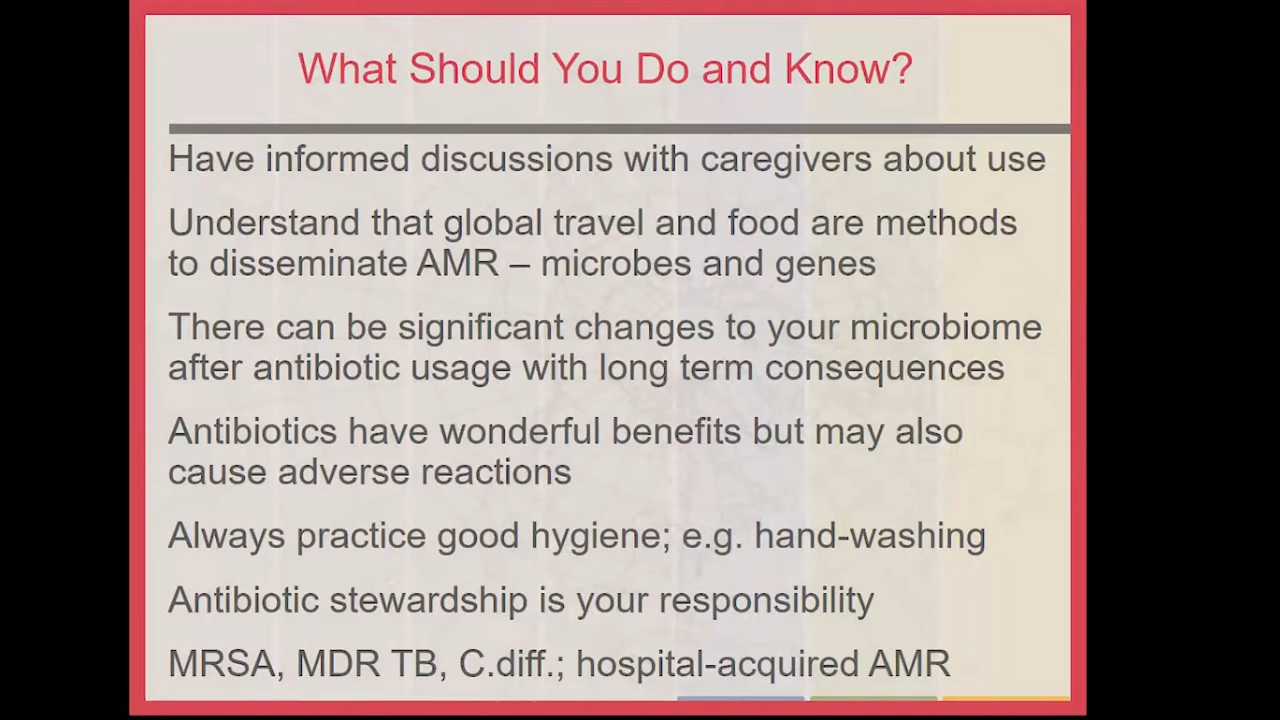 What Should You Do and Know?
Have informed discussions with caregivers about use
Understand that global travel and food are methods
to disseminate AMR – microbes and genes
There can be significant changes to your microbiome
after antibiotic usage with long term consequences
Antibiotics have wonderful benefits but may also
cause adverse reactions
Always practice good hygiene; e.g. hand-washing
Antibiotic stewardship is your responsibility
MRSA, MDR TB, C.diff.; hospital-acquired AMR